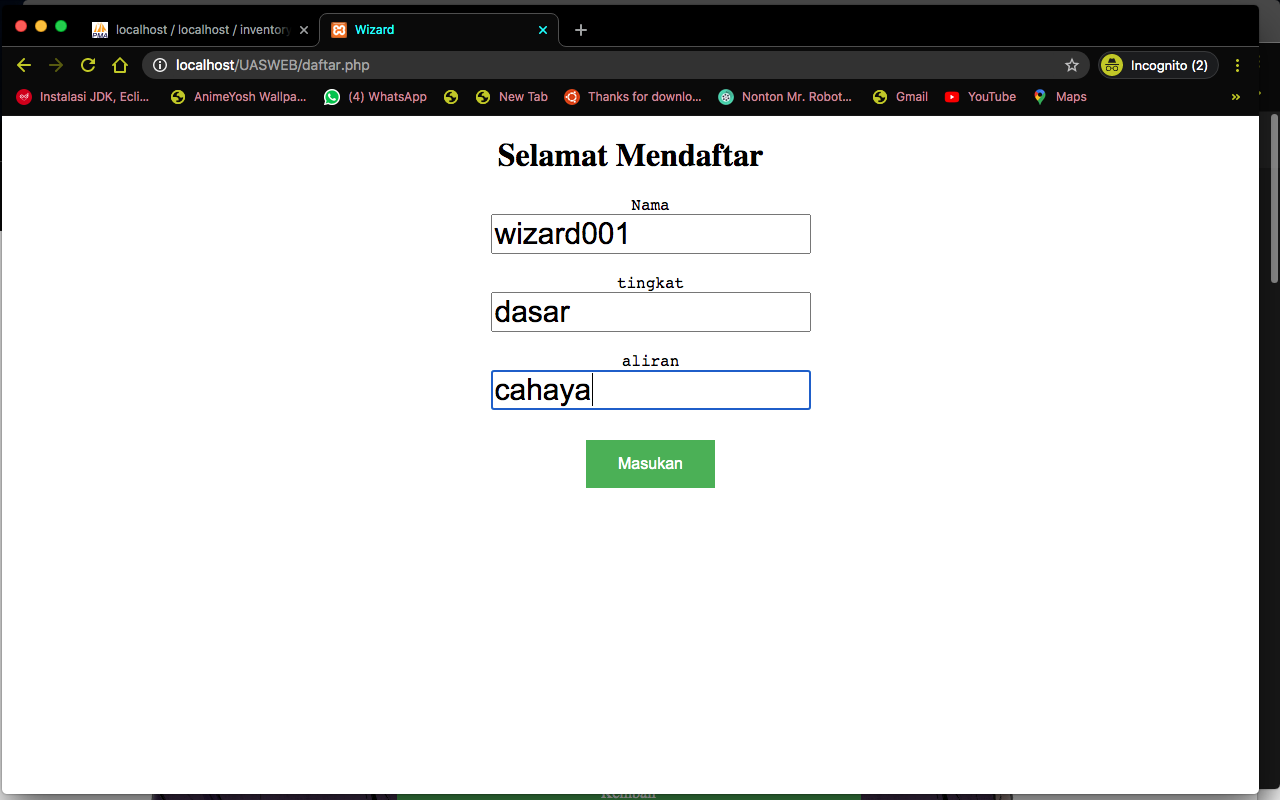 localhost / localhost / inventory
Wizard
localhost/UASWEB/daftar.php
Incognito (2)
Instalasi JDK, Ecli...
AnimeYosh Wallpa...
(4) WhatsApp
New Tab
Thanks for downlo...
Nonton Mr. Robot...
Gmail
YouTube
Maps
»
Selamat Mendaftar
Nama
wizard001
tingkat
dasar
aliran
cahaya
Masukan